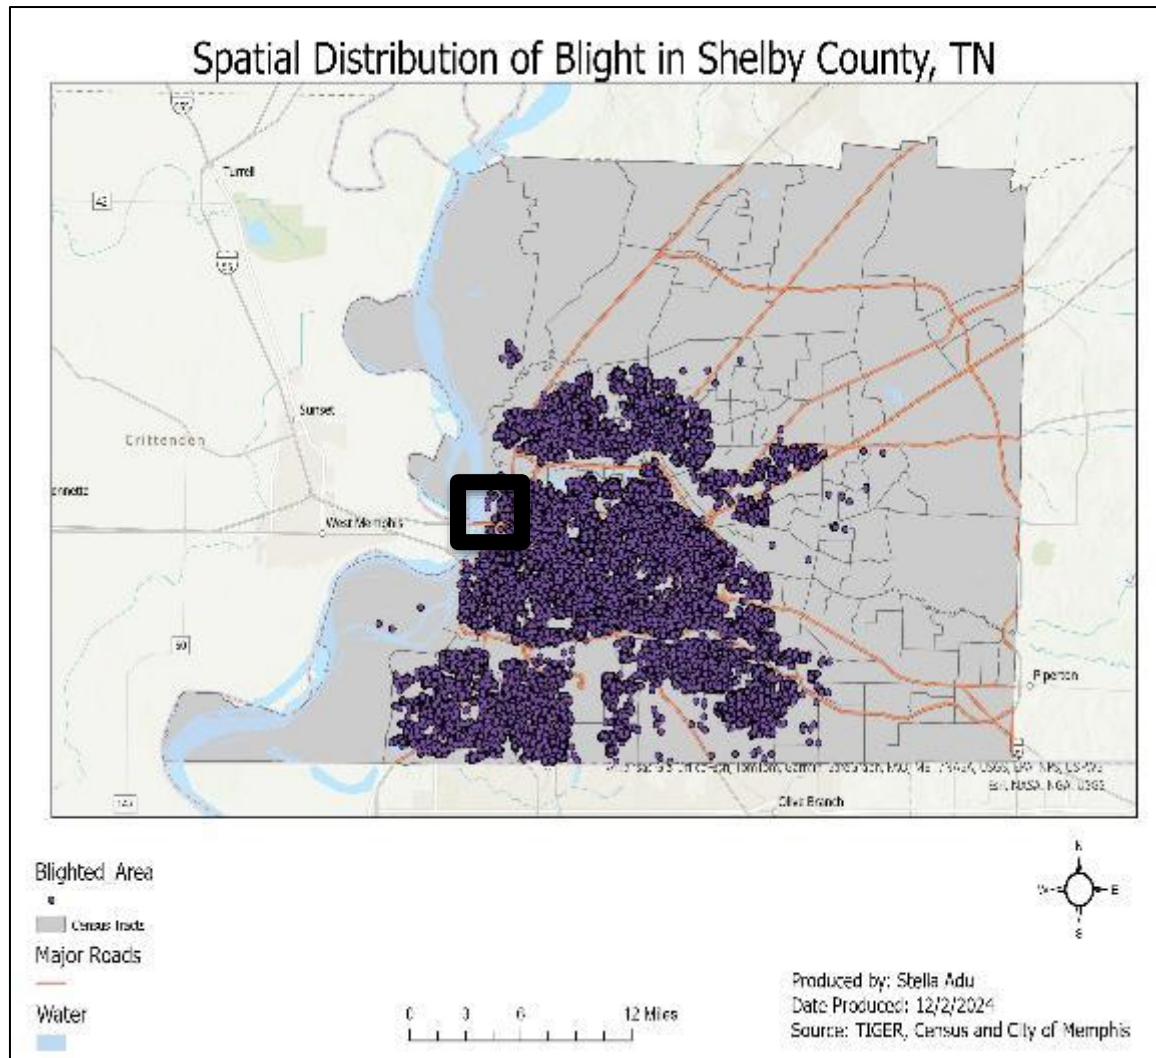 Spatial Distribution of Blight in Shelby County, TN
Turrell
42
Sunset
Crittenden
West Memphis
Piperton
Olive Branch
Esri, NASA, NGA, USGS
Blighted_Area
Census Tracts
Major Roads
Water
0 3 6 12 Miles
N
W E
S
Produced by: Stella Adu
Date Produced: 12/2/2024
Source: TIGER, Census and City of Memphis